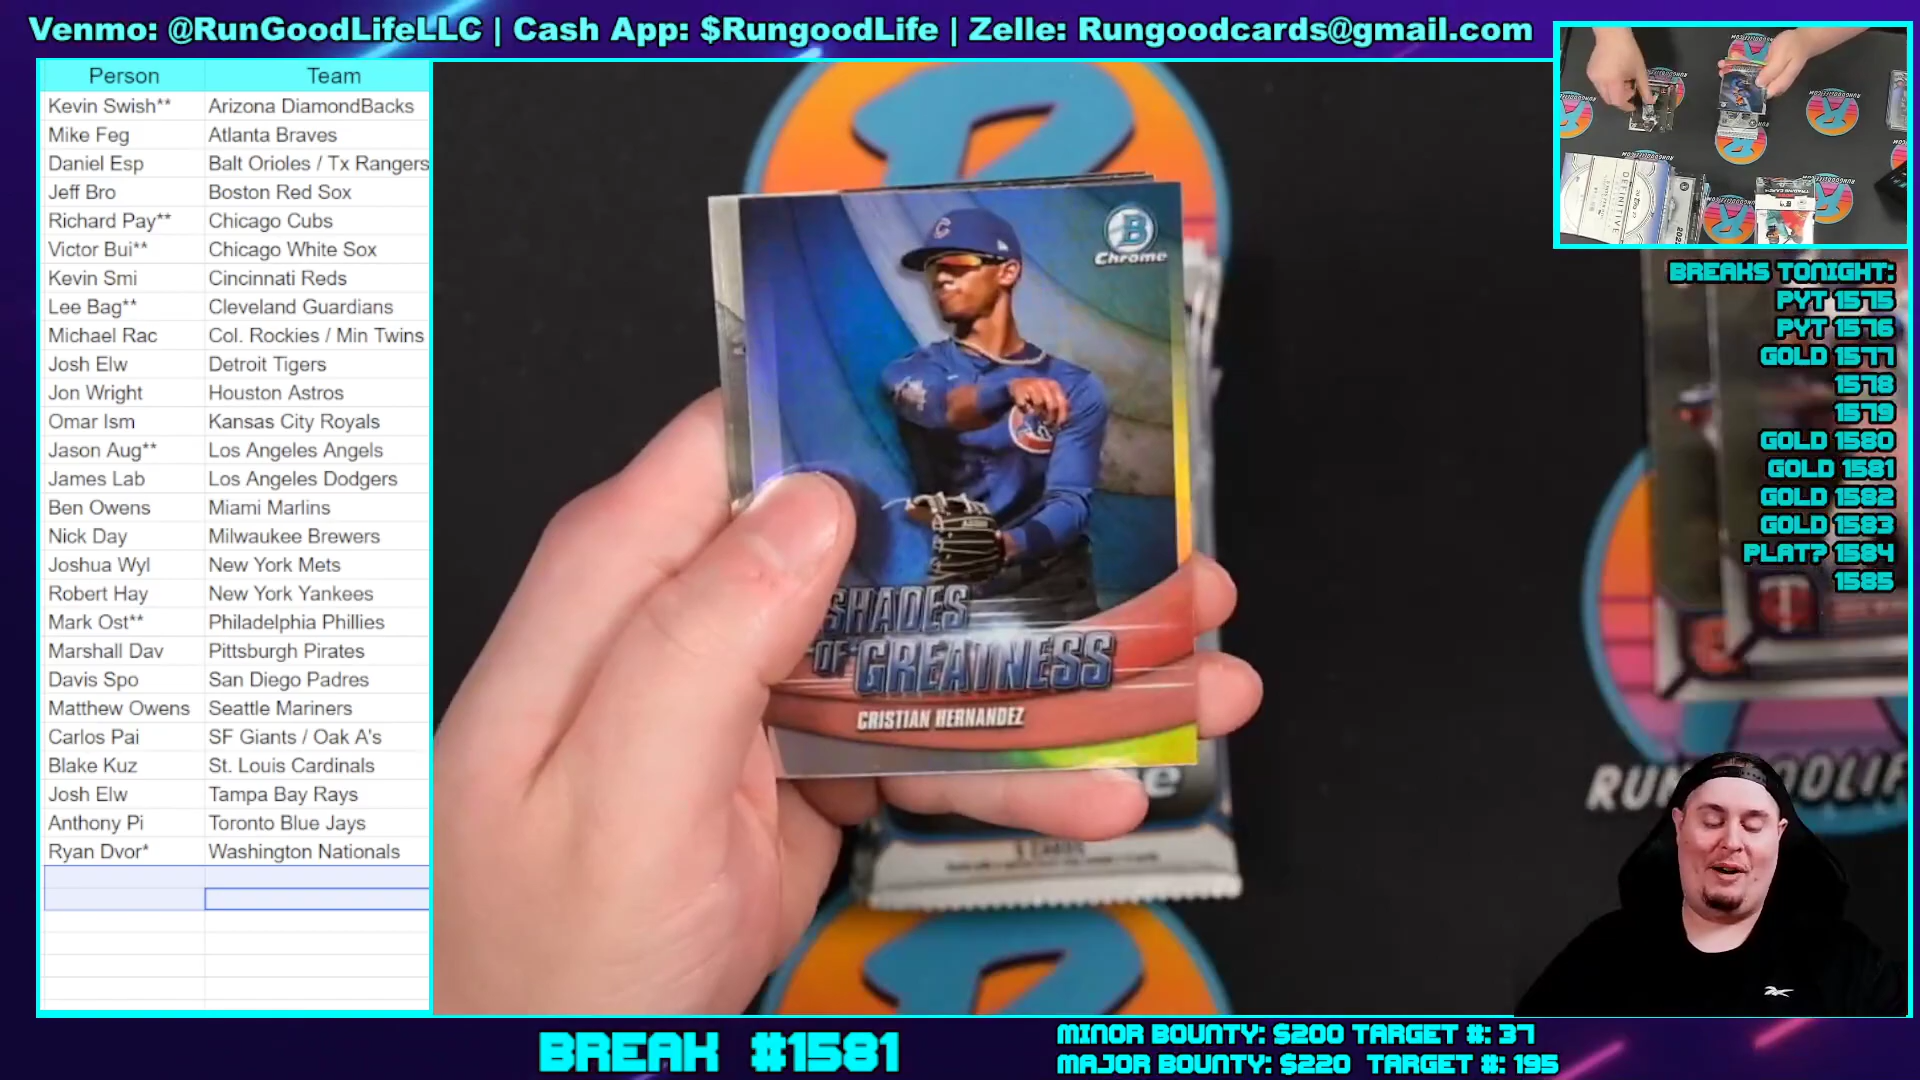 Venmo: @RunGoodLifeLLC | Cash App: $RungoodLife | Zelle: Rungoodcards@gmail.com
Person Team
Kevin Swish** Arizona DiamondBacks
Mike Feg Atlanta Braves
Daniel Esp Balt Orioles / Tx Rangers
Jeff Bro Boston Red Sox
Richard Pay** Chicago Cubs
Victor Bui** Chicago White Sox
Kevin Smi Cincinnati Reds
Lee Bag** Cleveland Guardians
Michael Rac Col. Rockies / Min Twins
Josh Elw Detroit Tigers
Jon Wright Houston Astros
Omar Ism Kansas City Royals
Jason Aug** Los Angeles Angels
James Lab Los Angeles Dodgers
Ben Owens Miami Marlins
Nick Day Milwaukee Brewers
Joshua Wyl New York Mets
Robert Hay New York Yankees
Mark Ost** Philadelphia Phillies
Marshall Dav Pittsburgh Pirates
Davis Spo San Diego Padres
Matthew Owens Seattle Mariners
Carlos Pai SF Giants / Oak A's
Blake Kuz St. Louis Cardinals
Josh Elw Tampa Bay Rays
Anthony Pi Toronto Blue Jays
Ryan Dvor* Washington Nationals
B
Chrome
SHADES
OF GREATNESS
CRISTIAN HERNANDEZ
5 CARDS
DEFINITIVE
BREAKS TONIGHT:
PYT 1575
PYT 1576
GOLD 1577
1578
1579
GOLD 1580
GOLD 1581
GOLD 1582
GOLD 1583
PLAT? 1584
1585
BREAK #1581
MINOR BOUNTY: $200 TARGET #: 37
MAJOR BOUNTY: $220 TARGET #: 195